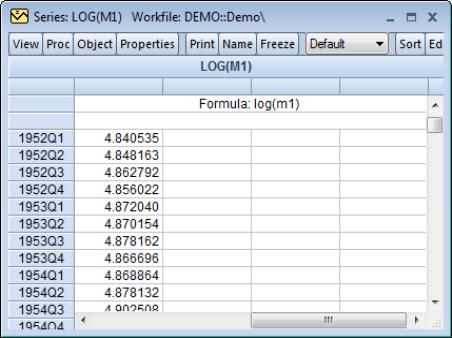 Series: LOG(M1) Workfile: DEMO::Demo\
View Proc Object Properties Print Name Freeze Default Sort Ed
LOG(M1)
Formula: log(m1)
1952Q1 4.840535
1952Q2 4.848163
1952Q3 4.862792
1952Q4 4.856022
1953Q1 4.872040
1953Q2 4.870154
1953Q3 4.878162
1953Q4 4.866696
1954Q1 4.868864
1954Q2 4.878132
1954Q3 4.902508
1954Q4